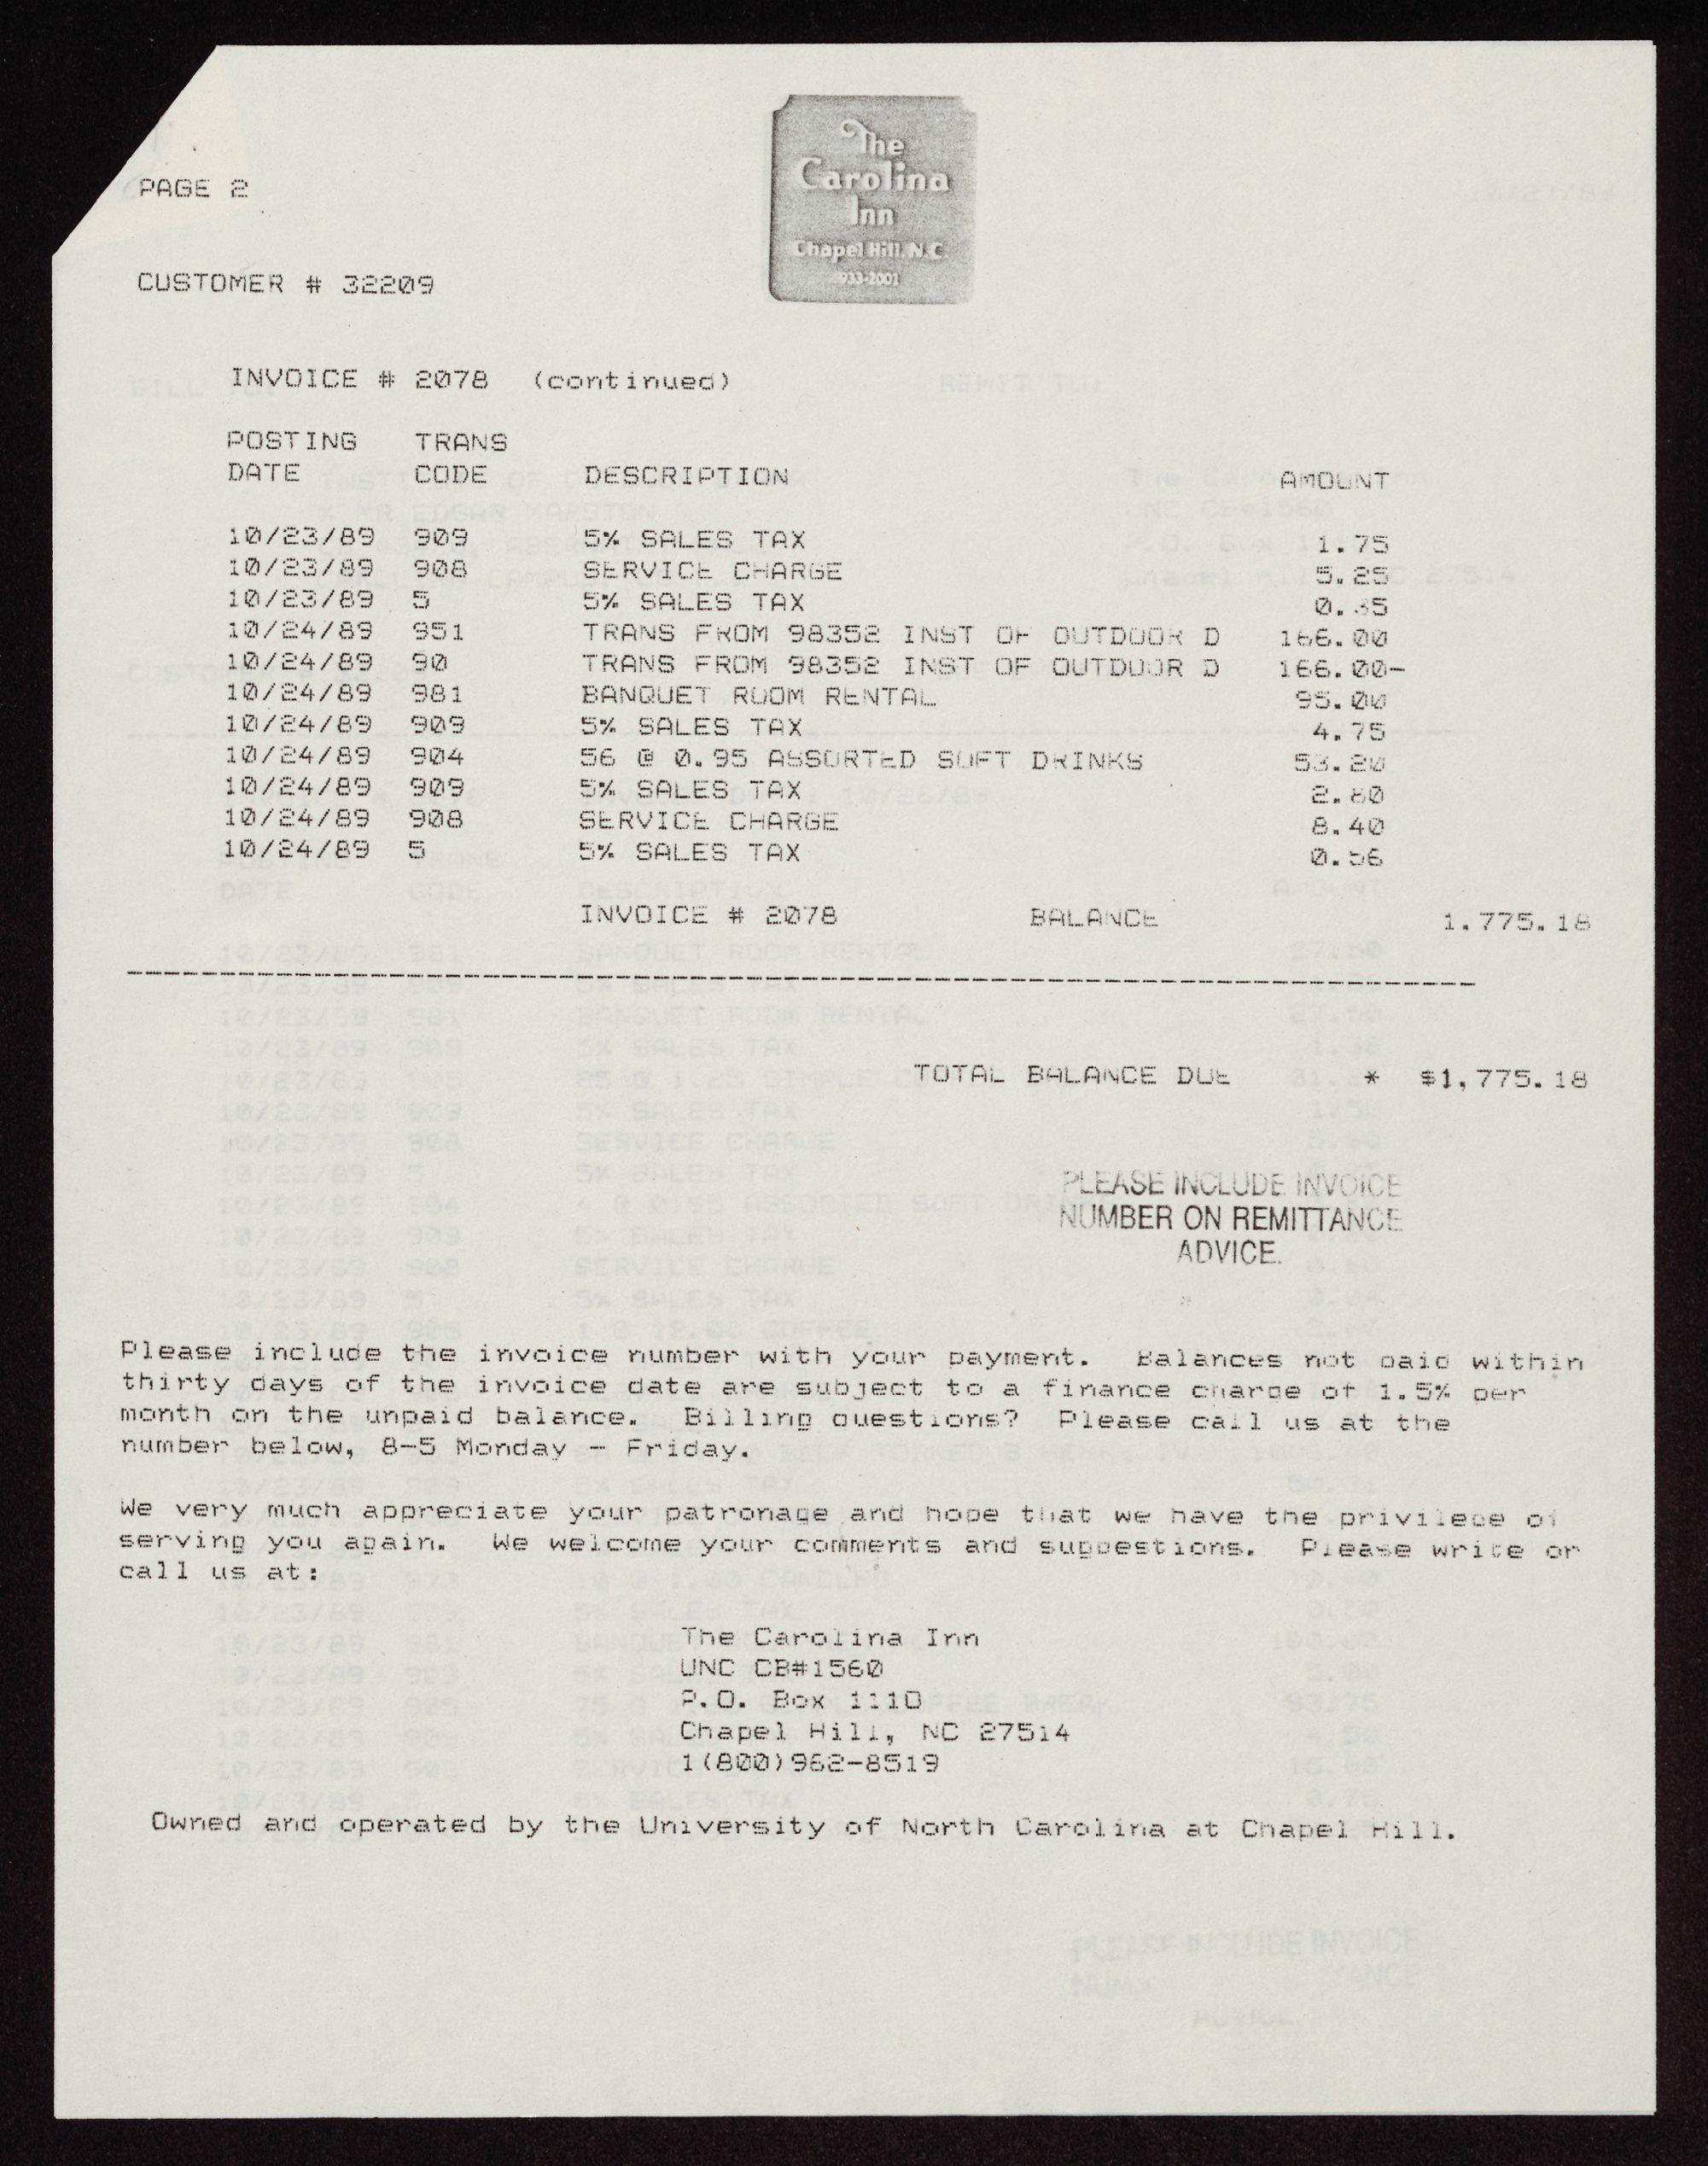 The
Carolina
Inn
Chapel Hill, N.C.
933-2001
PAGE 2
CUSTOMER # 32209
INVOICE # 2078 (continued)
POSTING TRANS
DATE CODE DESCRIPTION AMOUNT
10/23/89 909 5% SALES TAX 1.75
10/23/89 908 SERVICE CHARGE 5.25
10/23/89 5 5% SALES TAX 0.35
10/24/89 951 TRANS FROM 98352 INST OF OUTDOOR D 166.00
10/24/89 90 TRANS FROM 98352 INST OF OUTDOOR D 166.00-
10/24/89 981 BANQUET ROOM RENTAL 95.00
10/24/89 909 5% SALES TAX 4.75
10/24/89 904 56 @ 0.95 ASSORTED SOFT DRINKS 53.20
10/24/89 909 5% SALES TAX 2.80
10/24/89 908 SERVICE CHARGE 8.40
10/24/89 5 5% SALES TAX 0.56
INVOICE # 2078 BALANCE 1,775.18
TOTAL BALANCE DUE * $1,775.18
PLEASE INCLUDE INVOICE
NUMBER ON REMITTANCE
ADVICE.
Please include the invoice number with your payment. Balances not paid within
thirty days of the invoice date are subject to a finance charge of 1.5% per
month on the unpaid balance. Billing questions? Please call us at the
number below, 8-5 Monday - Friday.
We very much appreciate your patronage and hope that we have the privilege of
serving you again. We welcome your comments and suggestions. Please write or
call us at:
The Carolina Inn
UNC CB#1560
P.O. Box 1110
Chapel Hill, NC 27514
1(800)962-8519
Owned and operated by the University of North Carolina at Chapel Hill.